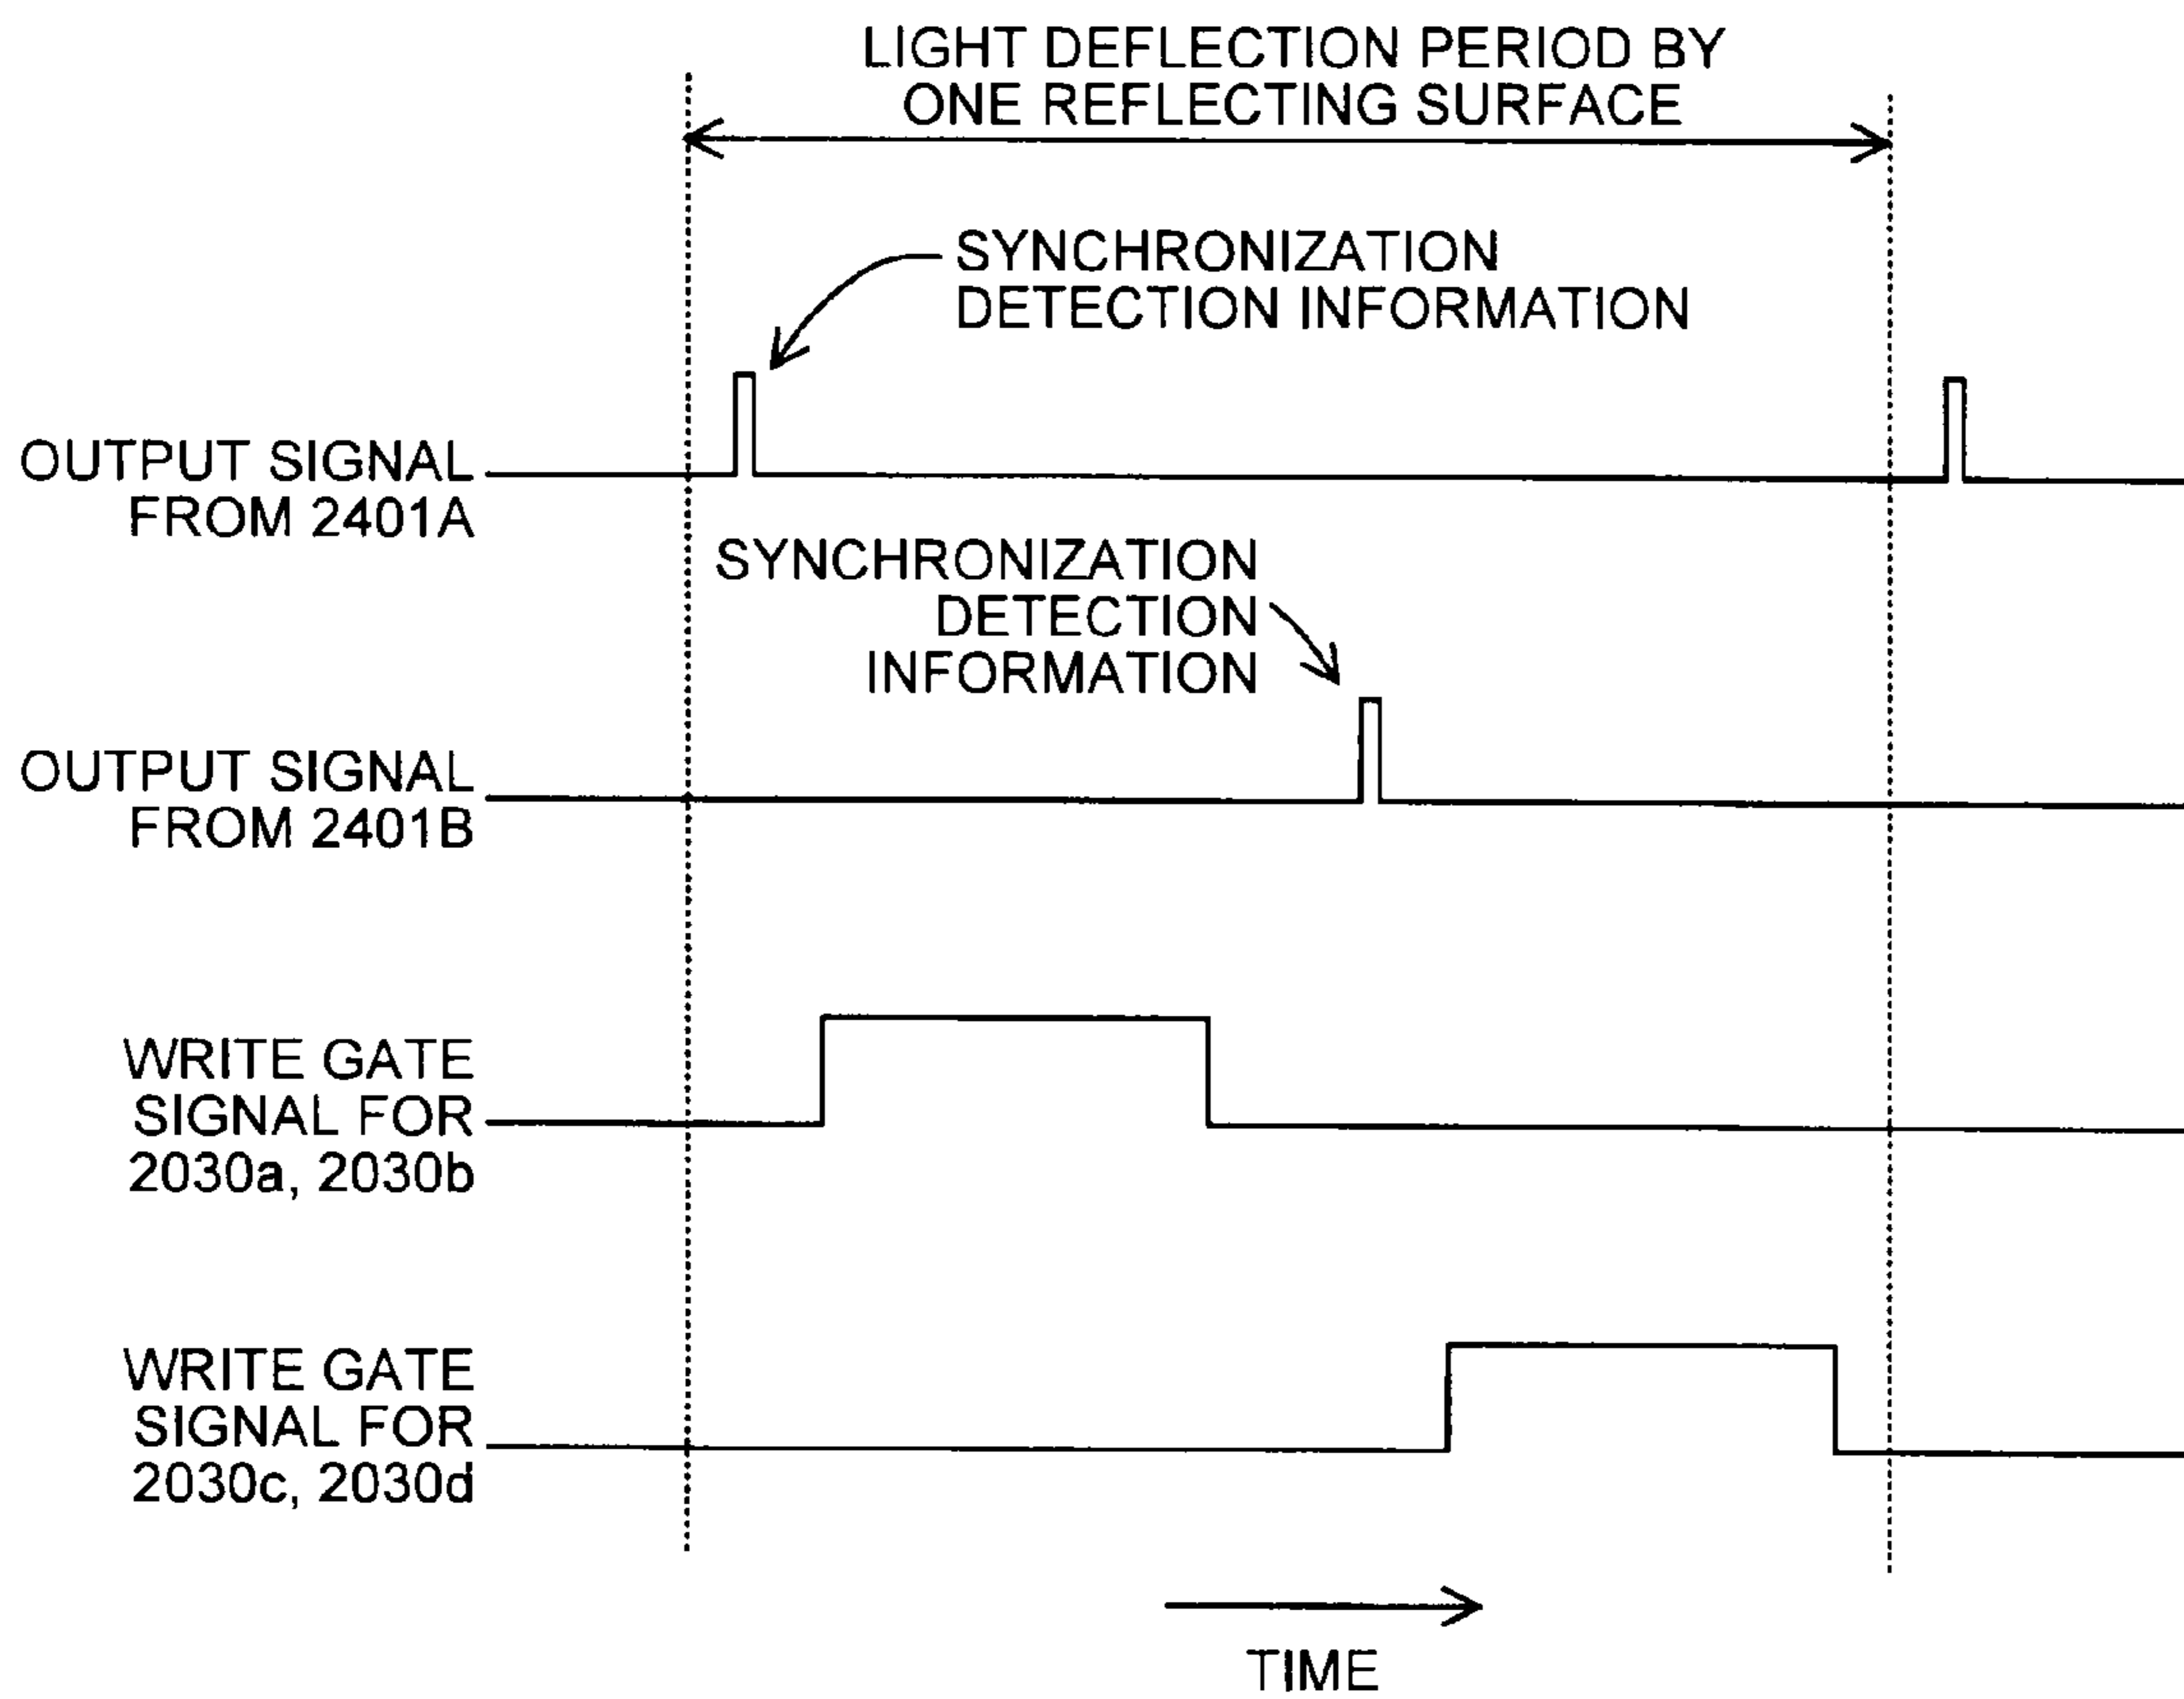 LIGHT DEFLECTION PERIOD BY
ONE REFLECTING SURFACE
SYNCHRONIZATION
DETECTION INFORMATION
OUTPUT SIGNAL
FROM 2401A
SYNCHRONIZATION
DETECTION
INFORMATION
OUTPUT SIGNAL
FROM 2401B
WRITE GATE
SIGNAL FOR
2030a, 2030b
WRITE GATE
SIGNAL FOR
2030c, 2030d
TIME